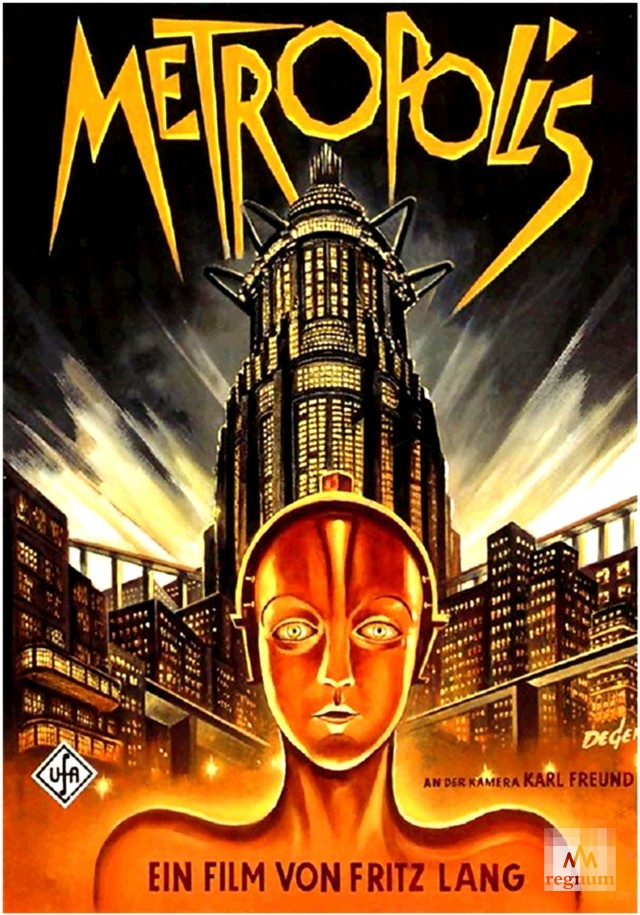 METROPOLIS
UFA
DEGEN
AN DER KAMERA KARL FREUND
EIN FILM VON FRITZ LANG
regnum